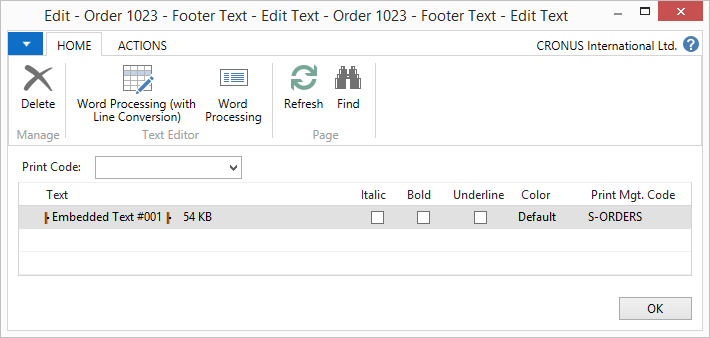 Edit - Order 1023 - Footer Text - Edit Text - Order 1023 - Footer Text - Edit Text
HOME ACTIONS CRONUS International Ltd. ?
Delete Word Processing (with Line Conversion) Word Processing Refresh Find
Manage Text Editor Page
Print Code:
Text Italic Bold Underline Color Print Mgt. Code
Embedded Text #001 54 KB Default S-ORDERS
OK